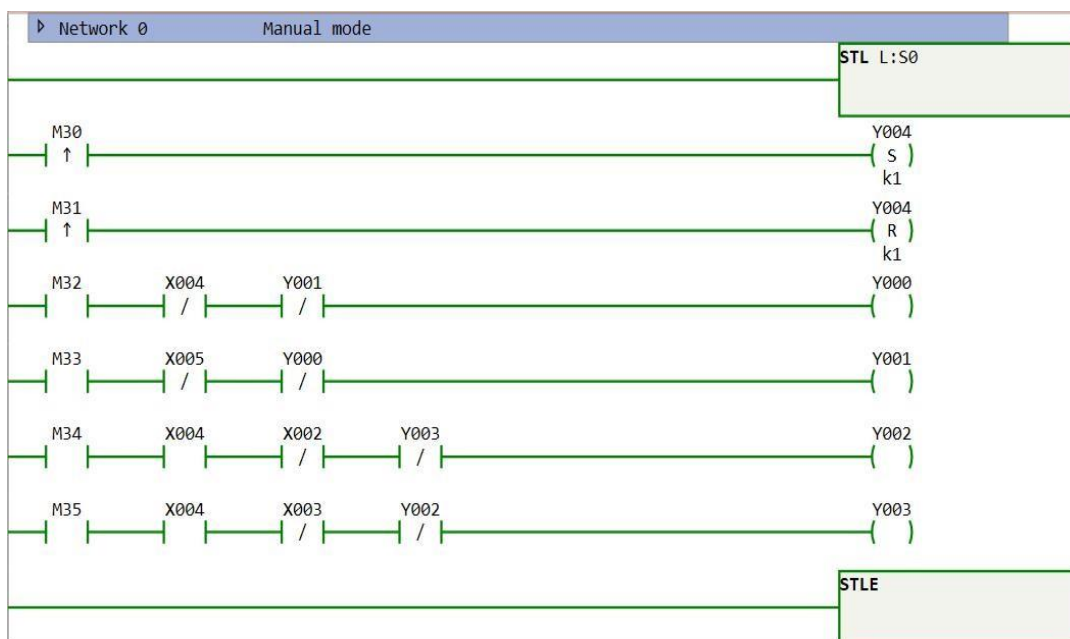 Network 0 Manual mode
STL L:S0
M30 Y004
↑ S
k1
M31 Y004
↑ R
k1
M32 X004 Y001 Y000
/ /
M33 X005 Y000 Y001
/ /
M34 X004 X002 Y003 Y002
/ /
M35 X004 X003 Y002 Y003
/ /
STLE